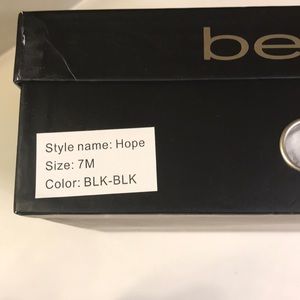 be
Style name: Hope
Size: 7M
Color: BLK-BLK